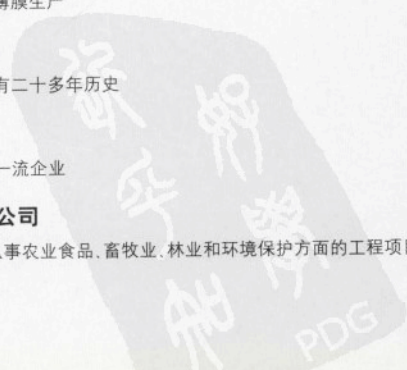 薄膜生产
有二十多年历史
一流企业
公司
事农业食品、畜牧业、林业和环境保护方面的工程项
PDG